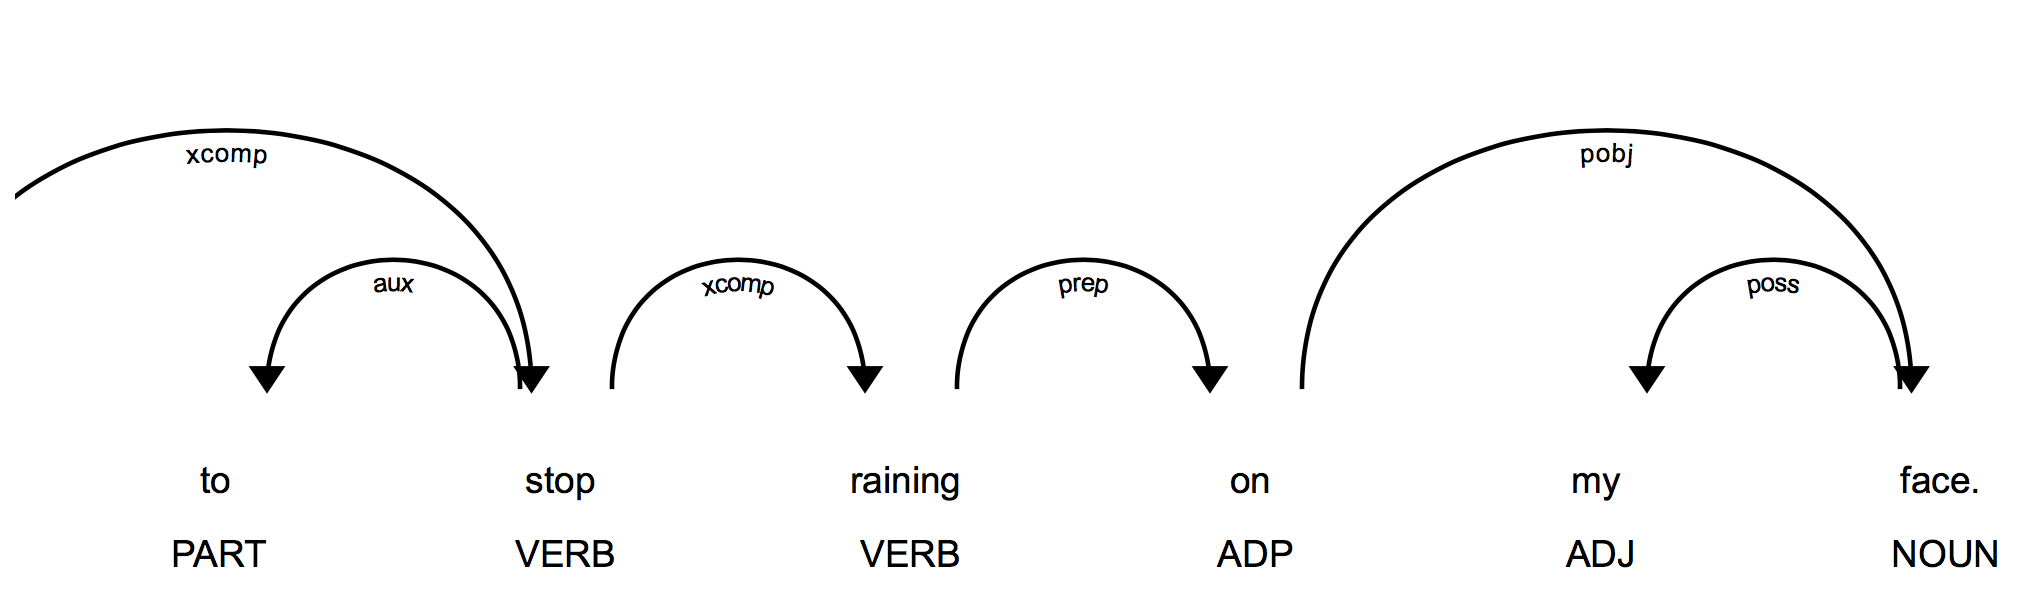 xcomp pobj
aux xcomp prep poss
to stop raining on my face.
PART VERB VERB ADP ADJ NOUN